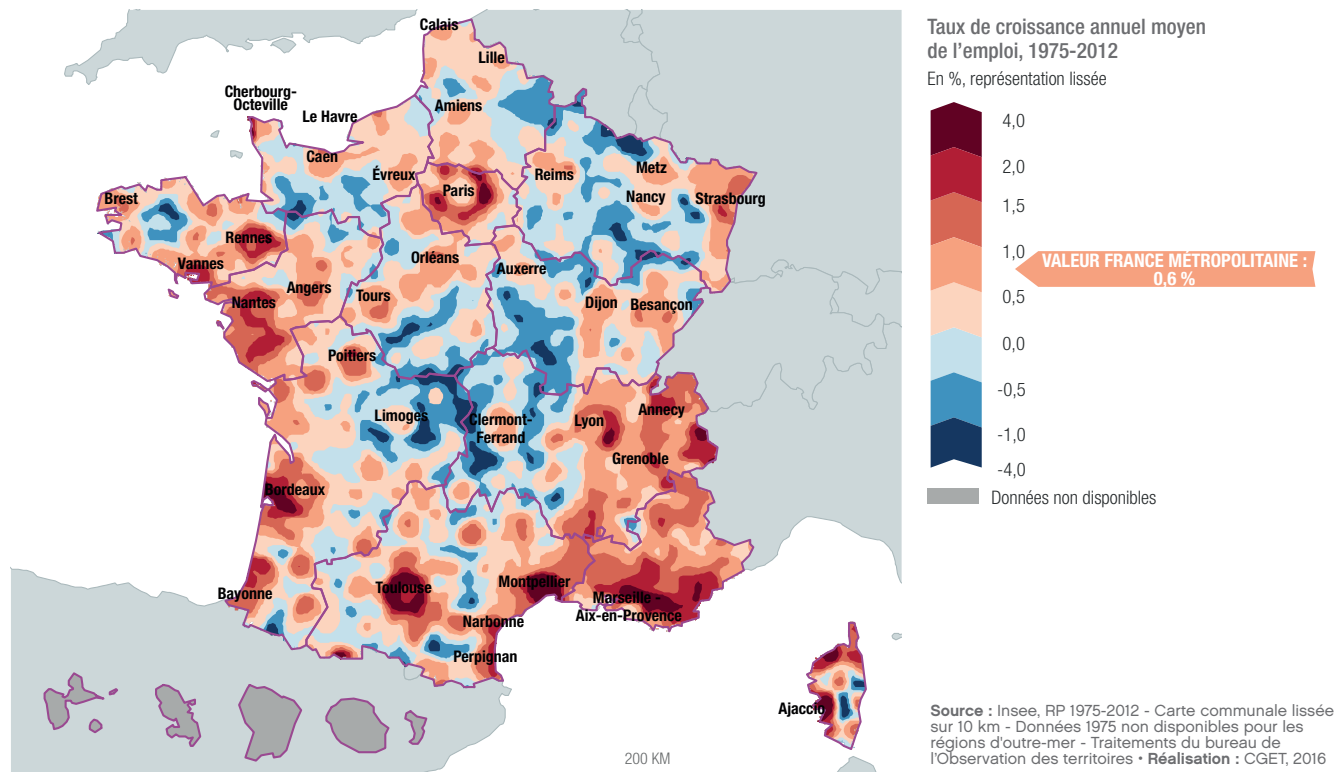 Calais
Lille
Cherbourg-
Octeville
Le Havre
Amiens
Caen
Évreux
Reims
Metz
Paris
Nancy
Strasbourg
Brest
Rennes
Vannes
Orléans
Auxerre
Angers
Tours
Nantes
Dijon
Besançon
Poitiers
Limoges
Clermont-
Ferrand
Lyon
Annecy
Grenoble
Bordeaux
Bayonne
Toulouse
Montpellier
Marseille -
Aix-en-Provence
Narbonne
Perpignan
Ajaccio
200 KM
Taux de croissance annuel moyen
de l'emploi, 1975-2012
En %, représentation lissée
4,0
2,0
1,5
1,0
VALEUR FRANCE MÉTROPOLITAINE :
0,6 %
0,5
0,0
-0,5
-1,0
-4,0
Données non disponibles
Source : Insee, RP 1975-2012 - Carte communale lissée
sur 10 km - Données 1975 non disponibles pour les
régions d'outre-mer - Traitements du bureau de
l'Observation des territoires • Réalisation : CGET, 2016